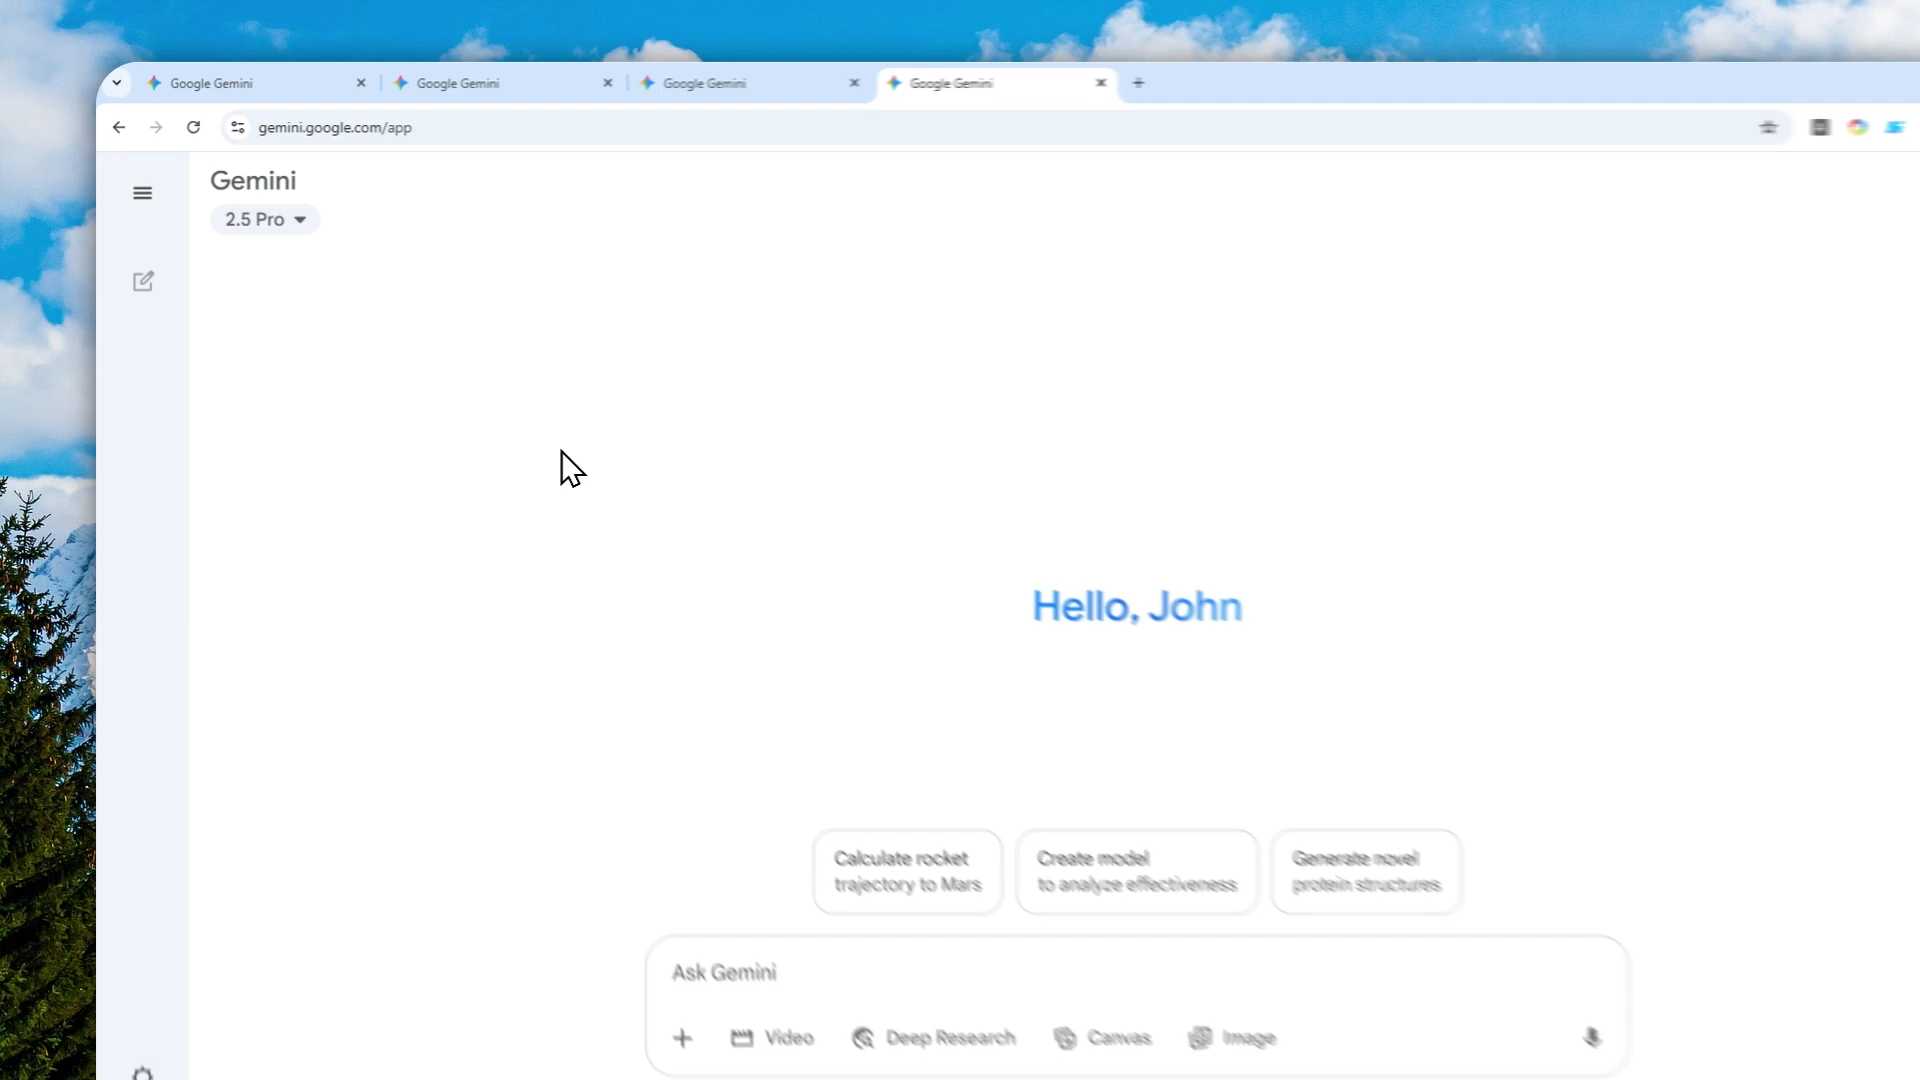 Google Gemini
Google Gemini
Google Gemini
Google Gemini
gemini.google.com/app
Gemini
2.5 Pro
Hello, John
Calculate rocket
trajectory to Mars
Create model
to analyze effectiveness
Generate novel
protein structures
Ask Gemini
Video
Deep Research
Canvas
Image